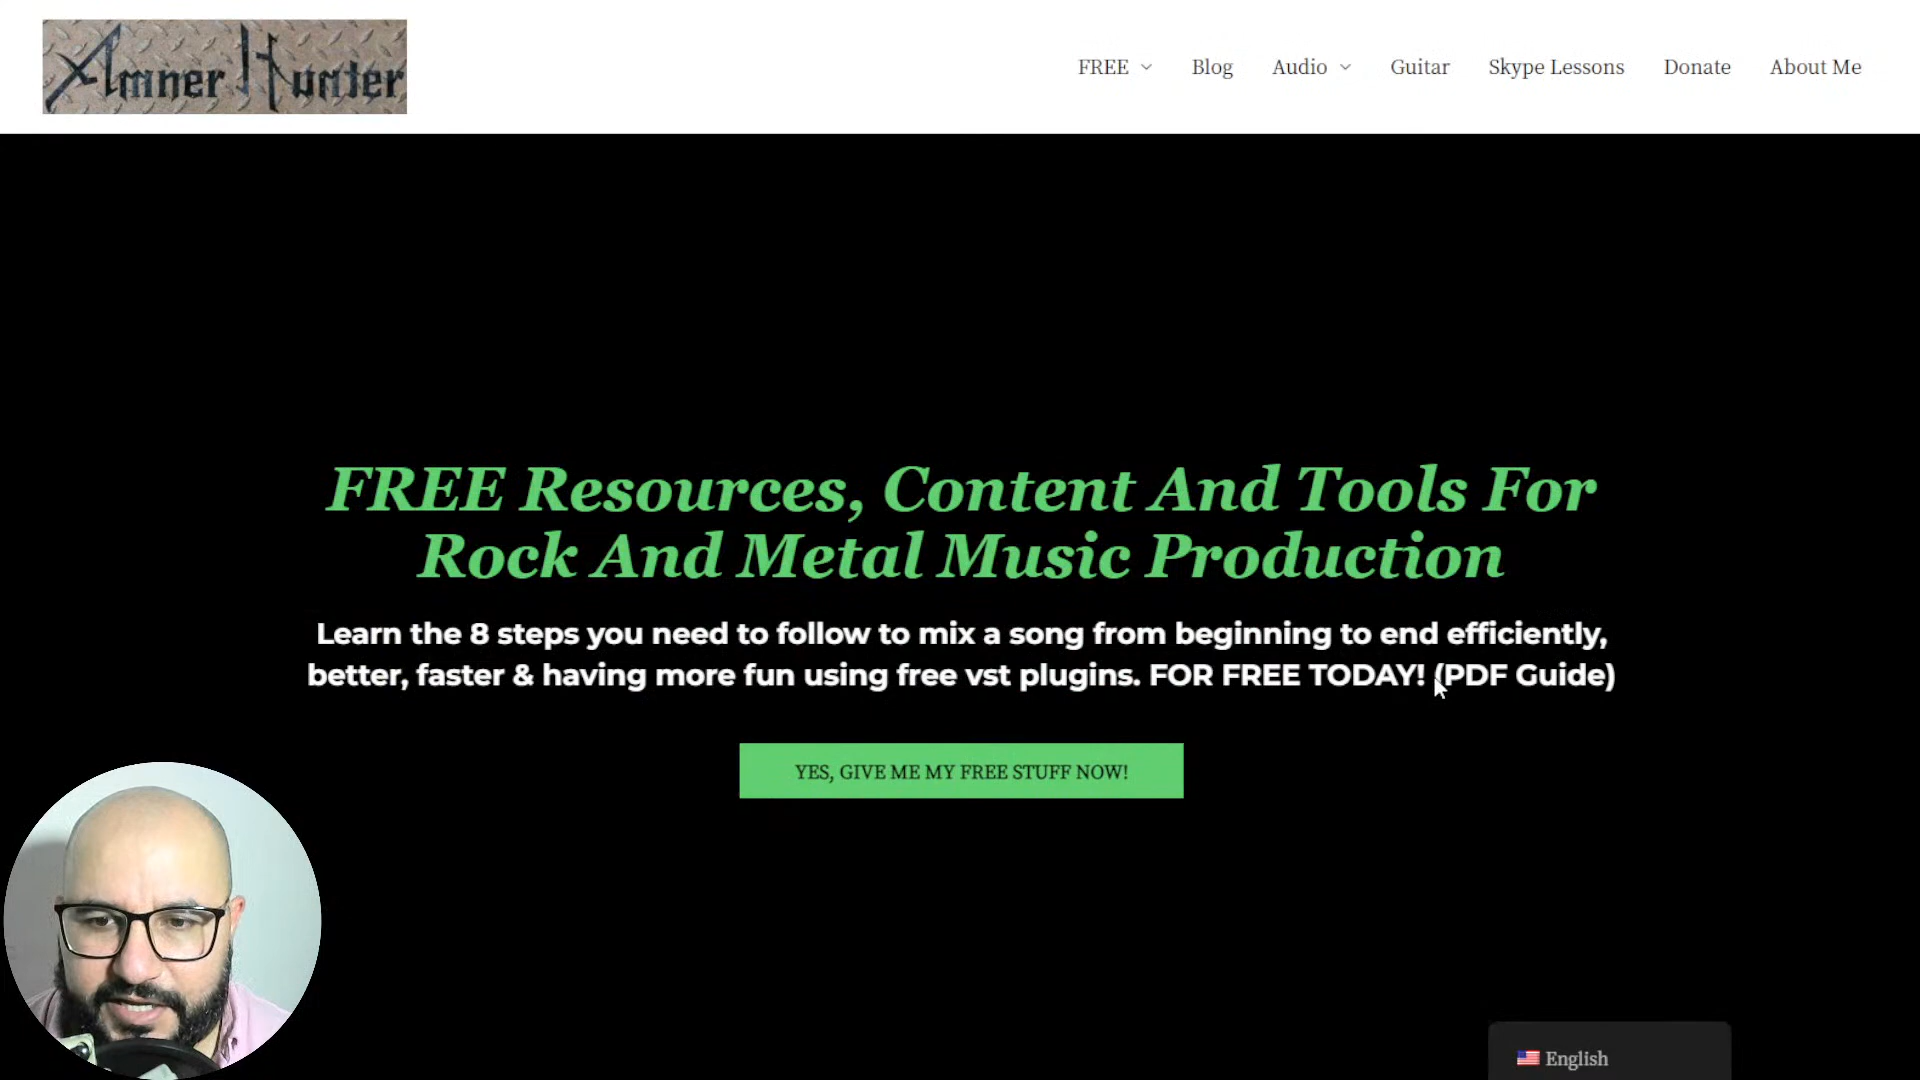 Amner Hunter
FREE
Blog
Audio
Guitar
Skype Lessons
Donate
About Me
FREE Resources, Content And Tools For
Rock And Metal Music Production
Learn the 8 steps you need to follow to mix a song from beginning to end efficiently,
better, faster & having more fun using free vst plugins. FOR FREE TODAY! (PDF Guide)
YES, GIVE ME MY FREE STUFF NOW!
English